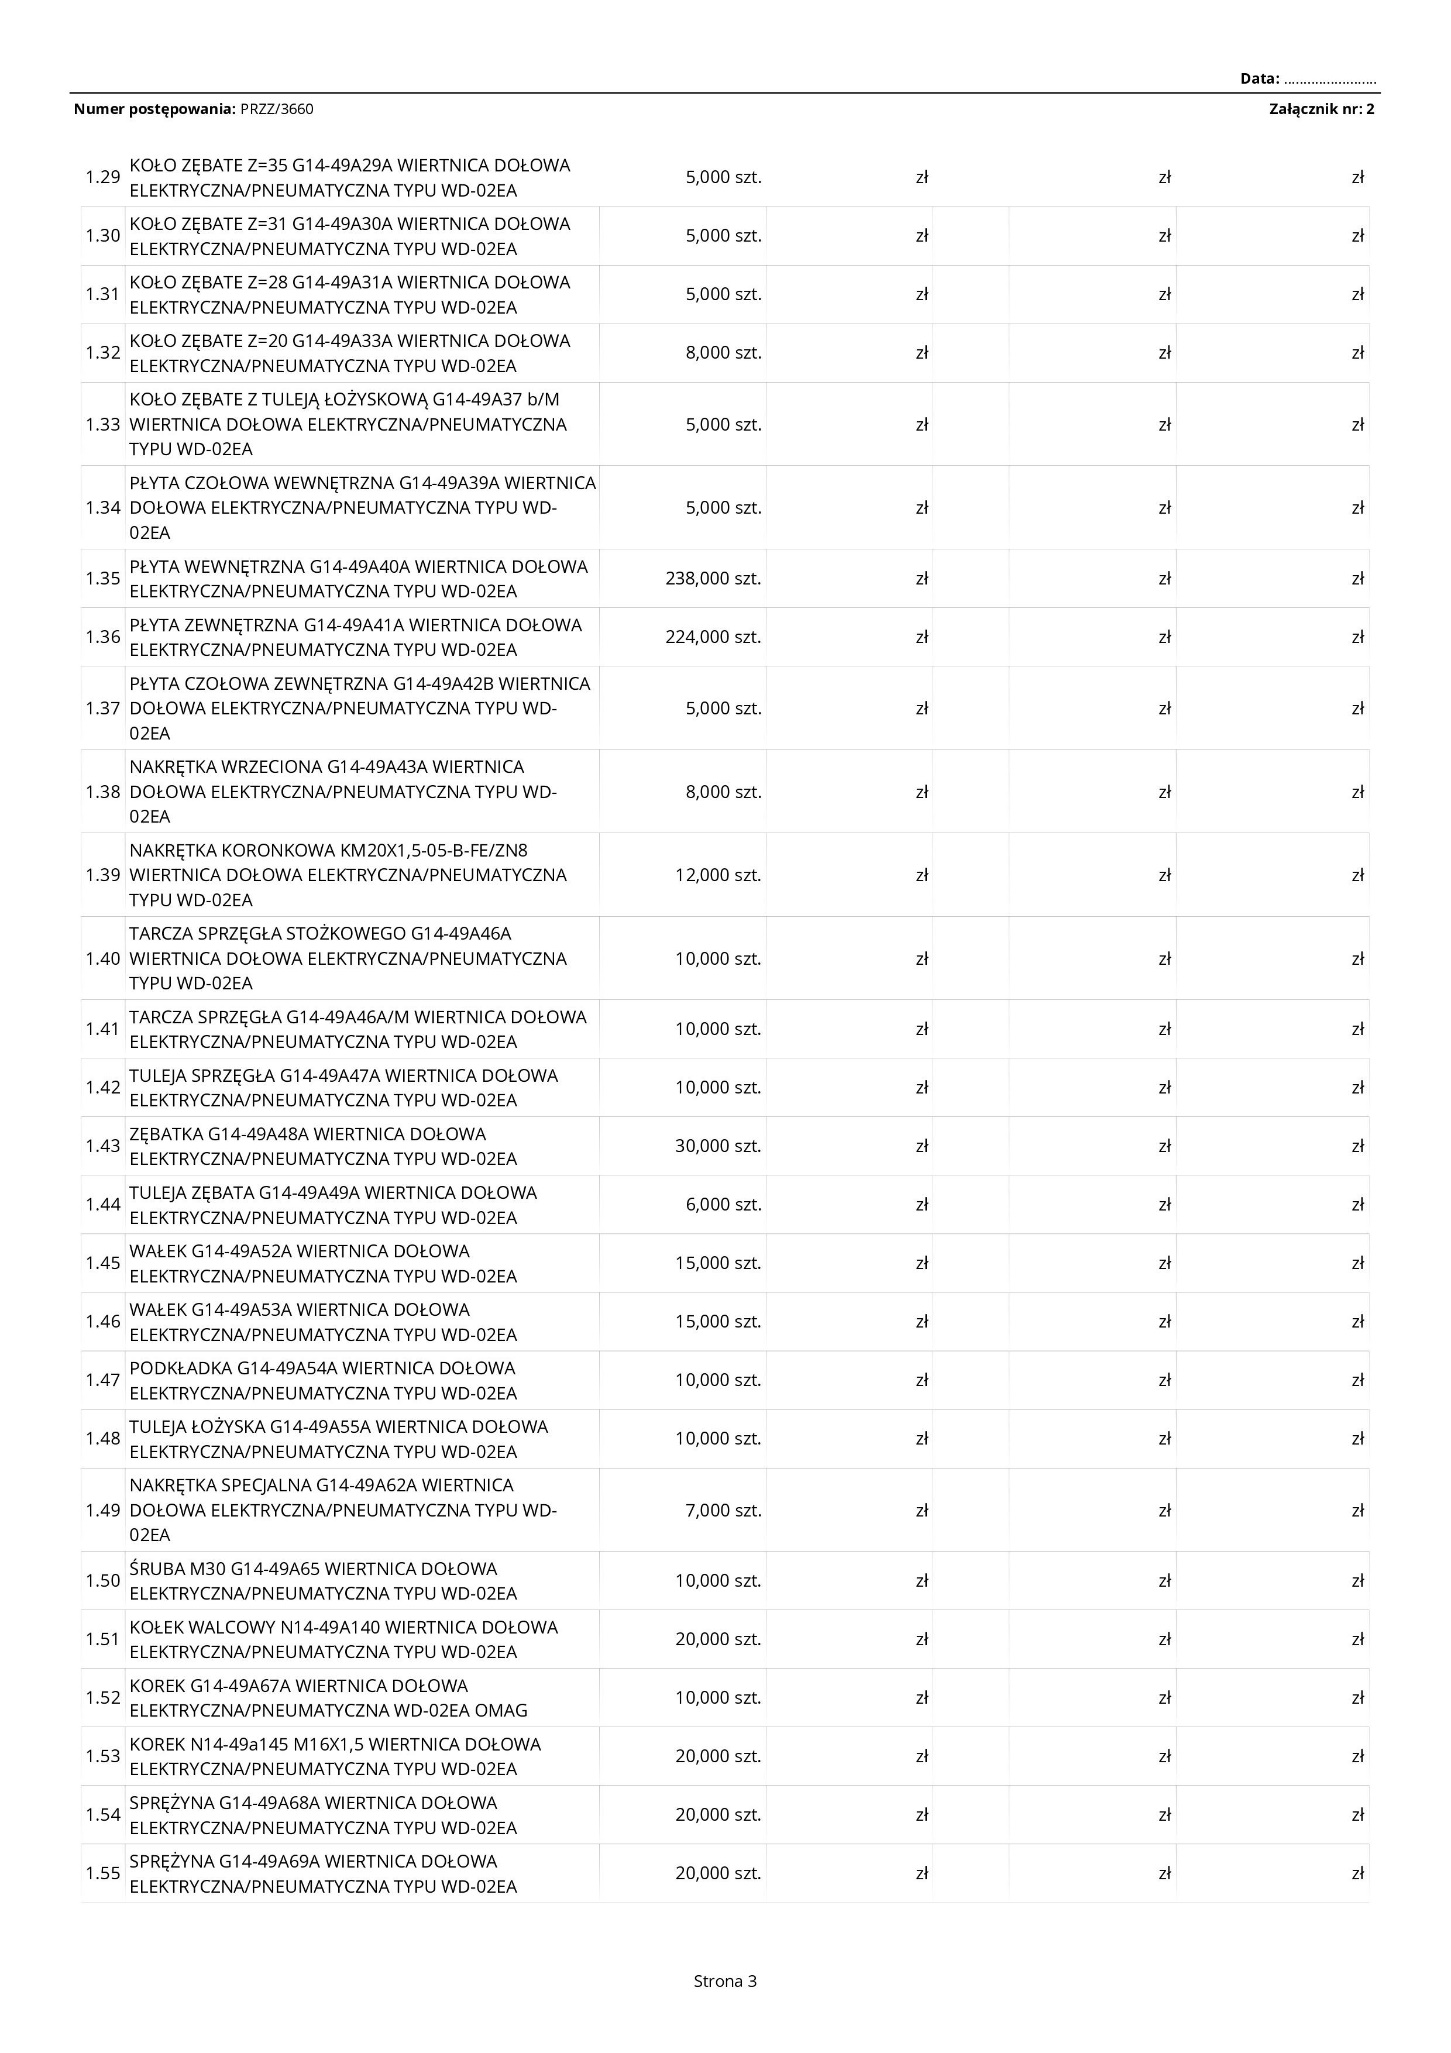 Data: ........................
Numer postępowania: PRZZ/3660 Załącznik nr: 2
KOŁO ZĘBATE Z=35 G14-49A29A WIERTNICA DOŁOWA
1.29 5,000 szt. zł zł zł
ELEKTRYCZNA/PNEUMATYCZNA TYPU WD-02EA
KOŁO ZĘBATE Z=31 G14-49A30A WIERTNICA DOŁOWA
1.30 5,000 szt. zł zł zł
ELEKTRYCZNA/PNEUMATYCZNA TYPU WD-02EA
KOŁO ZĘBATE Z=28 G14-49A31A WIERTNICA DOŁOWA
1.31 5,000 szt. zł zł zł
ELEKTRYCZNA/PNEUMATYCZNA TYPU WD-02EA
KOŁO ZĘBATE Z=20 G14-49A33A WIERTNICA DOŁOWA
1.32 8,000 szt. zł zł zł
ELEKTRYCZNA/PNEUMATYCZNA TYPU WD-02EA
KOŁO ZĘBATE Z TULEJĄ ŁOŻYSKOWĄ G14-49A37 b/M
1.33 WIERTNICA DOŁOWA ELEKTRYCZNA/PNEUMATYCZNA 5,000 szt. zł zł zł
TYPU WD-02EA
PŁYTA CZOŁOWA WEWNĘTRZNA G14-49A39A WIERTNICA
1.34 DOŁOWA ELEKTRYCZNA/PNEUMATYCZNA TYPU WD- 5,000 szt. zł zł zł
02EA
PŁYTA WEWNĘTRZNA G14-49A40A WIERTNICA DOŁOWA
1.35 238,000 szt. zł zł zł
ELEKTRYCZNA/PNEUMATYCZNA TYPU WD-02EA
PŁYTA ZEWNĘTRZNA G14-49A41A WIERTNICA DOŁOWA
1.36 224,000 szt. zł zł zł
ELEKTRYCZNA/PNEUMATYCZNA TYPU WD-02EA
PŁYTA CZOŁOWA ZEWNĘTRZNA G14-49A42B WIERTNICA
1.37 DOŁOWA ELEKTRYCZNA/PNEUMATYCZNA TYPU WD- 5,000 szt. zł zł zł
02EA
NAKRĘTKA WRZECIONA G14-49A43A WIERTNICA
1.38 DOŁOWA ELEKTRYCZNA/PNEUMATYCZNA TYPU WD- 8,000 szt. zł zł zł
02EA
NAKRĘTKA KORONKOWA KM20X1,5-05-B-FE/ZN8
1.39 WIERTNICA DOŁOWA ELEKTRYCZNA/PNEUMATYCZNA 12,000 szt. zł zł zł
TYPU WD-02EA
TARCZA SPRZĘGŁA STOŻKOWEGO G14-49A46A
1.40 WIERTNICA DOŁOWA ELEKTRYCZNA/PNEUMATYCZNA 10,000 szt. zł zł zł
TYPU WD-02EA
TARCZA SPRZĘGŁA G14-49A46A/M WIERTNICA DOŁOWA
1.41 10,000 szt. zł zł zł
ELEKTRYCZNA/PNEUMATYCZNA TYPU WD-02EA
TULEJA SPRZĘGŁA G14-49A47A WIERTNICA DOŁOWA
1.42 10,000 szt. zł zł zł
ELEKTRYCZNA/PNEUMATYCZNA TYPU WD-02EA
ZĘBATKA G14-49A48A WIERTNICA DOŁOWA
1.43 30,000 szt. zł zł zł
ELEKTRYCZNA/PNEUMATYCZNA TYPU WD-02EA
TULEJA ZĘBATA G14-49A49A WIERTNICA DOŁOWA
1.44 6,000 szt. zł zł zł
ELEKTRYCZNA/PNEUMATYCZNA TYPU WD-02EA
WAŁEK G14-49A52A WIERTNICA DOŁOWA
1.45 15,000 szt. zł zł zł
ELEKTRYCZNA/PNEUMATYCZNA TYPU WD-02EA
WAŁEK G14-49A53A WIERTNICA DOŁOWA
1.46 15,000 szt. zł zł zł
ELEKTRYCZNA/PNEUMATYCZNA TYPU WD-02EA
PODKŁADKA G14-49A54A WIERTNICA DOŁOWA
1.47 10,000 szt. zł zł zł
ELEKTRYCZNA/PNEUMATYCZNA TYPU WD-02EA
TULEJA ŁOŻYSKA G14-49A55A WIERTNICA DOŁOWA
1.48 10,000 szt. zł zł zł
ELEKTRYCZNA/PNEUMATYCZNA TYPU WD-02EA
NAKRĘTKA SPECJALNA G14-49A62A WIERTNICA
1.49 DOŁOWA ELEKTRYCZNA/PNEUMATYCZNA TYPU WD- 7,000 szt. zł zł zł
02EA
ŚRUBA M30 G14-49A65 WIERTNICA DOŁOWA
1.50 10,000 szt. zł zł zł
ELEKTRYCZNA/PNEUMATYCZNA TYPU WD-02EA
KOŁEK WALCOWY N14-49A140 WIERTNICA DOŁOWA
1.51 20,000 szt. zł zł zł
ELEKTRYCZNA/PNEUMATYCZNA TYPU WD-02EA
KOREK G14-49A67A WIERTNICA DOŁOWA
1.52 10,000 szt. zł zł zł
ELEKTRYCZNA/PNEUMATYCZNA WD-02EA OMAG
KOREK N14-49a145 M16X1,5 WIERTNICA DOŁOWA
1.53 20,000 szt. zł zł zł
ELEKTRYCZNA/PNEUMATYCZNA TYPU WD-02EA
SPRĘŻYNA G14-49A68A WIERTNICA DOŁOWA
1.54 20,000 szt. zł zł zł
ELEKTRYCZNA/PNEUMATYCZNA TYPU WD-02EA
SPRĘŻYNA G14-49A69A WIERTNICA DOŁOWA
1.55 20,000 szt. zł zł zł
ELEKTRYCZNA/PNEUMATYCZNA TYPU WD-02EA
Strona 3